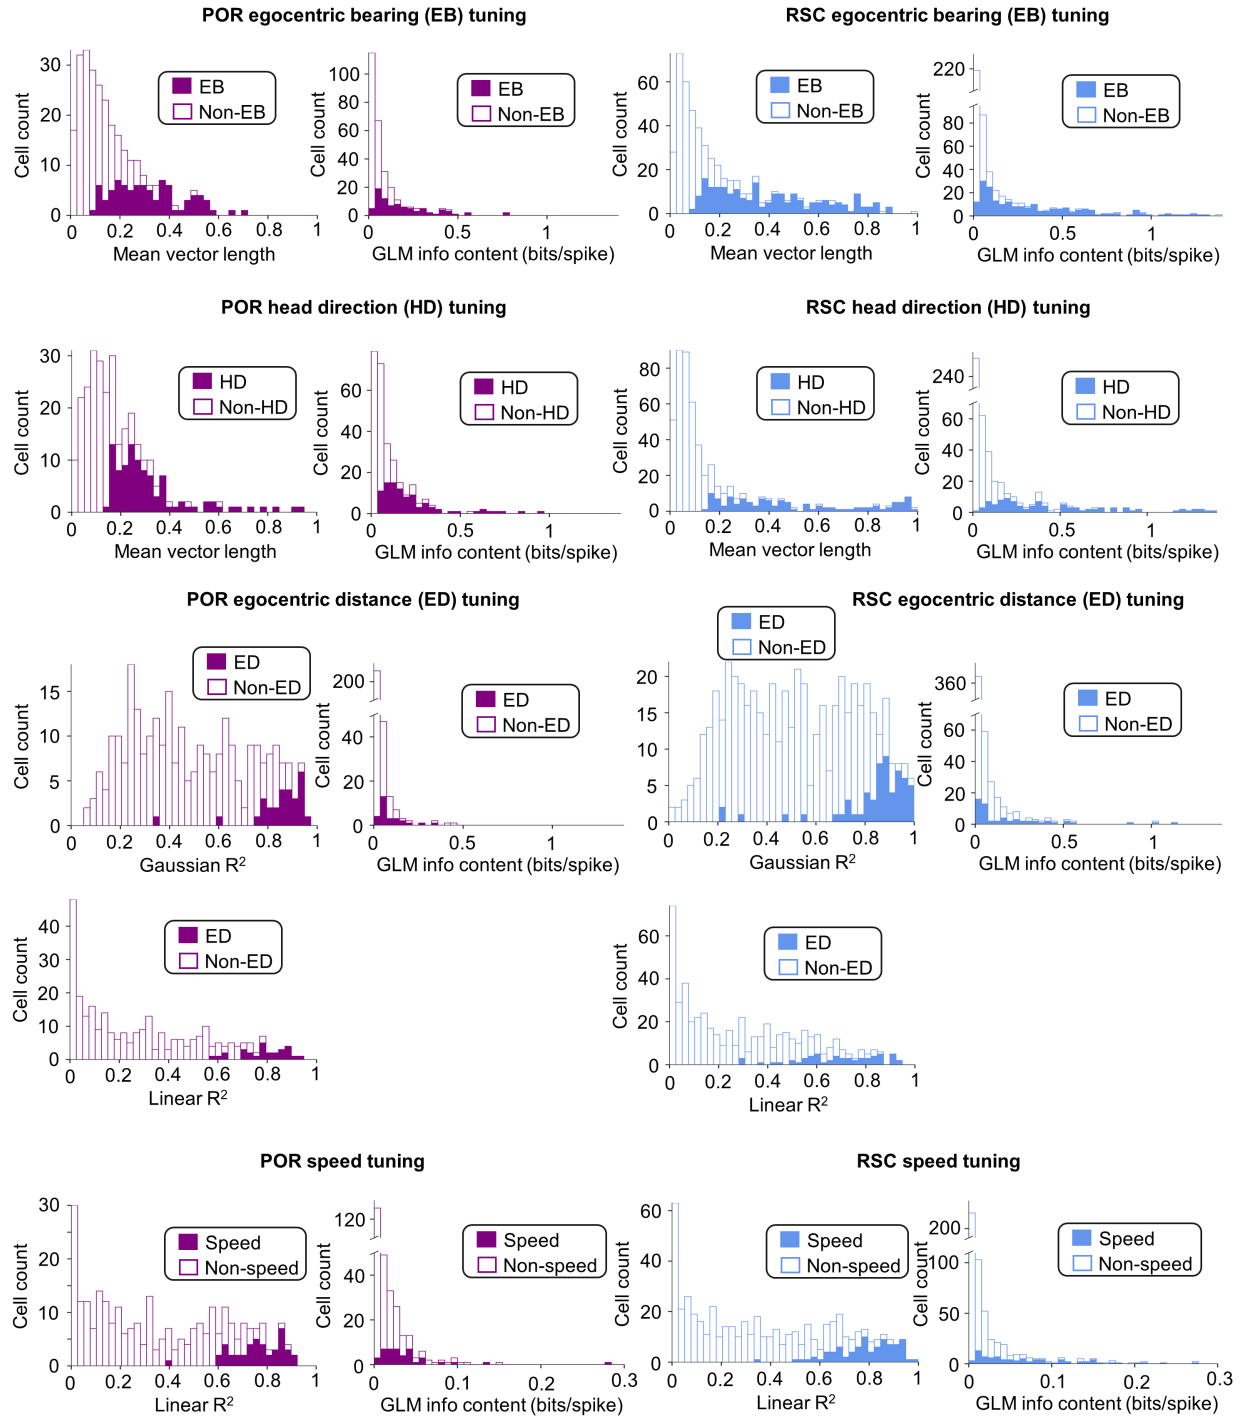 POR egocentric bearing (EB) tuning
RSC egocentric bearing (EB) tuning
Cell count
30
20
10
0
0 0.2 0.4 0.6 0.8 1
Mean vector length
EB
Non-EB
Cell count
100
80
60
40
20
0
0 0.5 1
GLM info content (bits/spike)
EB
Non-EB
Cell count
60
40
20
0
0 0.2 0.4 0.6 0.8 1
Mean vector length
EB
Non-EB
Cell count
220
80
60
40
20
0
0 0.5 1
GLM info content (bits/spike)
EB
Non-EB
POR head direction (HD) tuning
RSC head direction (HD) tuning
Cell count
30
20
10
0
0 0.2 0.4 0.6 0.8 1
Mean vector length
HD
Non-HD
Cell count
60
40
20
0
0 0.5 1
GLM info content (bits/spike)
HD
Non-HD
Cell count
80
60
40
20
0
0 0.2 0.4 0.6 0.8 1
Mean vector length
HD
Non-HD
Cell count
240
60
40
20
0
0 0.5 1
GLM info content (bits/spike)
HD
Non-HD
POR egocentric distance (ED) tuning
RSC egocentric distance (ED) tuning
Cell count
15
10
5
0
0 0.2 0.4 0.6 0.8 1
Gaussian R²
ED
Non-ED
Cell count
200
40
20
0
0 0.5 1
GLM info content (bits/spike)
ED
Non-ED
Cell count
20
15
10
5
0
0 0.2 0.4 0.6 0.8 1
Gaussian R²
ED
Non-ED
Cell count
360
60
40
20
0
0 0.5 1
GLM info content (bits/spike)
ED
Non-ED
Cell count
40
30
20
10
0
0 0.2 0.4 0.6 0.8 1
Linear R²
ED
Non-ED
Cell count
60
40
20
0
0 0.2 0.4 0.6 0.8 1
Linear R²
ED
Non-ED
POR speed tuning
RSC speed tuning
Cell count
30
20
10
0
0 0.2 0.4 0.6 0.8 1
Linear R²
Speed
Non-speed
Cell count
120
40
20
0
0 0.1 0.2 0.3
GLM info content (bits/spike)
Speed
Non-speed
Cell count
60
40
20
0
0 0.2 0.4 0.6 0.8 1
Linear R²
Speed
Non-speed
Cell count
200
100
50
0
0 0.1 0.2 0.3
GLM info content (bits/spike)
Speed
Non-speed